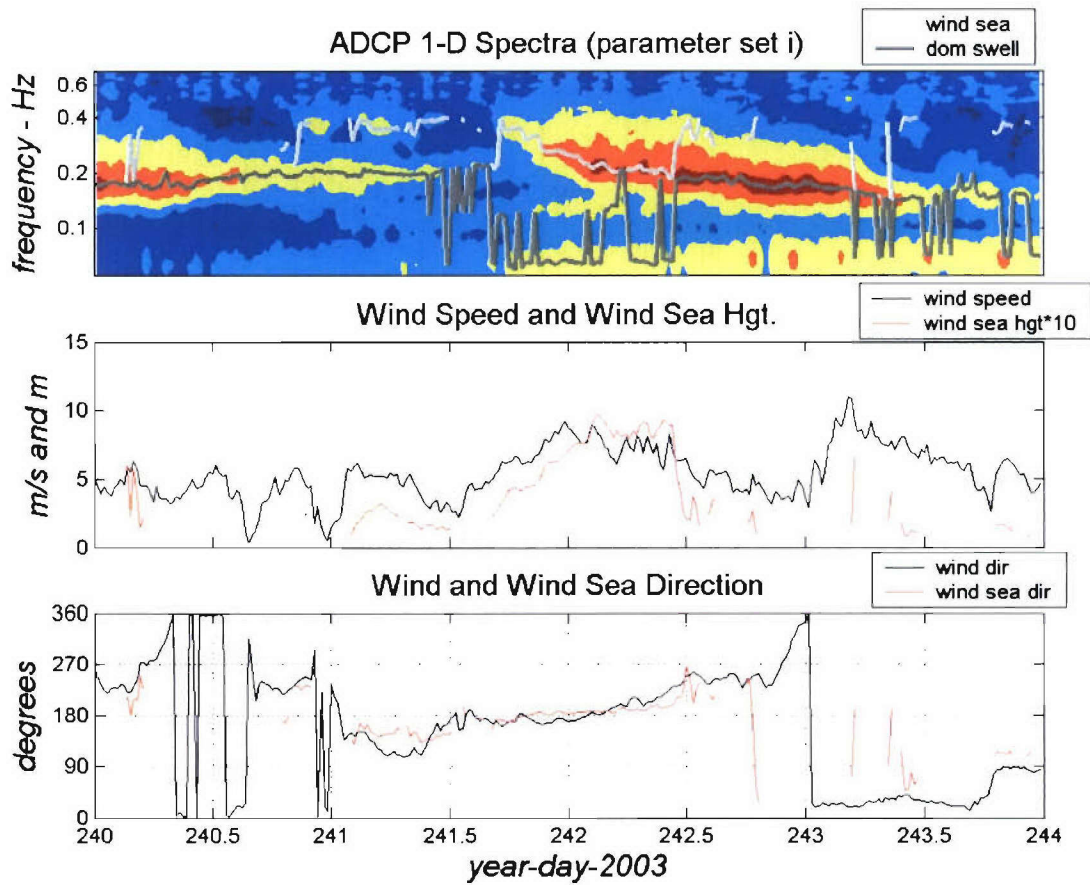 wind sea
dom swell
ADCP 1-D Spectra (parameter set i)
frequency - Hz
0.6
0.4
0.2
0.1
wind speed
wind sea hgt*10
Wind Speed and Wind Sea Hgt.
m/s and m
15
10
5
0
wind dir
wind sea dir
Wind and Wind Sea Direction
degrees
360
270
180
90
0
240 240.5 241 241.5 242 242.5 243 243.5 244
year-day-2003